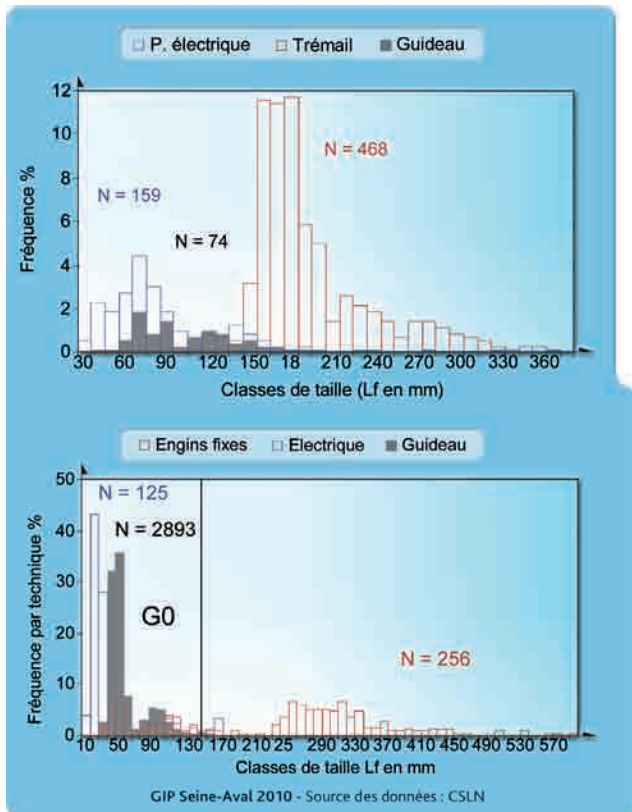 P. électrique Trémail Guideau
12
10
8
6
4
2
0
Fréquence %
N = 468
N = 159
N = 74
30 60 90 120 150 18 210 240 260 300 330 360
Classes de taille (Lf en mm)
Engins fixes Electrique Guideau
50
40
30
20
10
0
Fréquence par technique %
N = 125
N = 2893
G0
N = 256
10 50 90 130 170 210 25 290 330 370 410 450 490 530 570
Classes de taille Lf en mm
GIP Seine-Aval 2010 - Source des données : CSLN